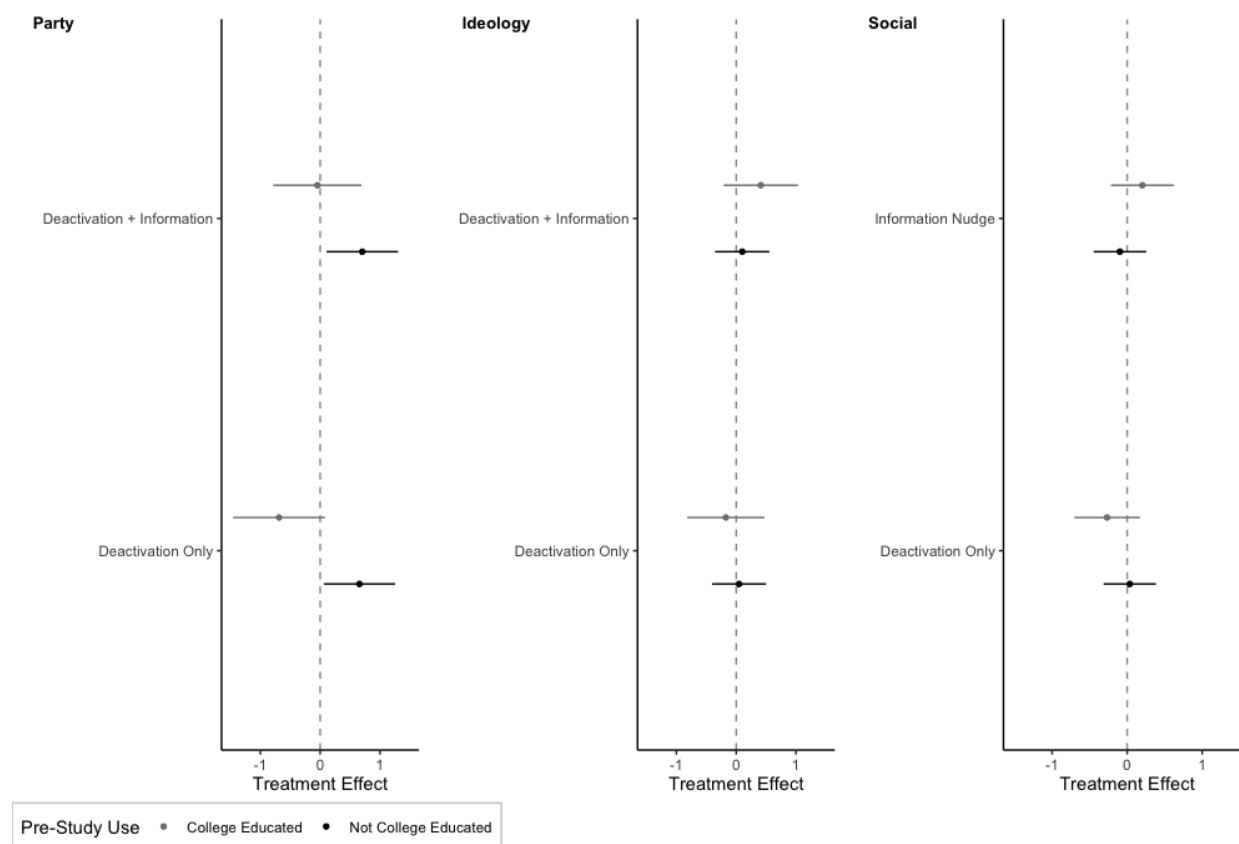 Party
Ideology
Social
Deactivation + Information
Deactivation + Information
Information Nudge
Deactivation Only
Deactivation Only
Deactivation Only
-1 0 1
-1 0 1
-1 0 1
Treatment Effect
Treatment Effect
Treatment Effect
Pre-Study Use College Educated Not College Educated